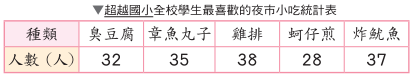 ▼超越國小全校學生最喜歡的夜市小吃統計表
種類 臭豆腐 章魚丸子 雞排 蚵仔煎 炸魷魚
人數（人） 32 35 38 28 37